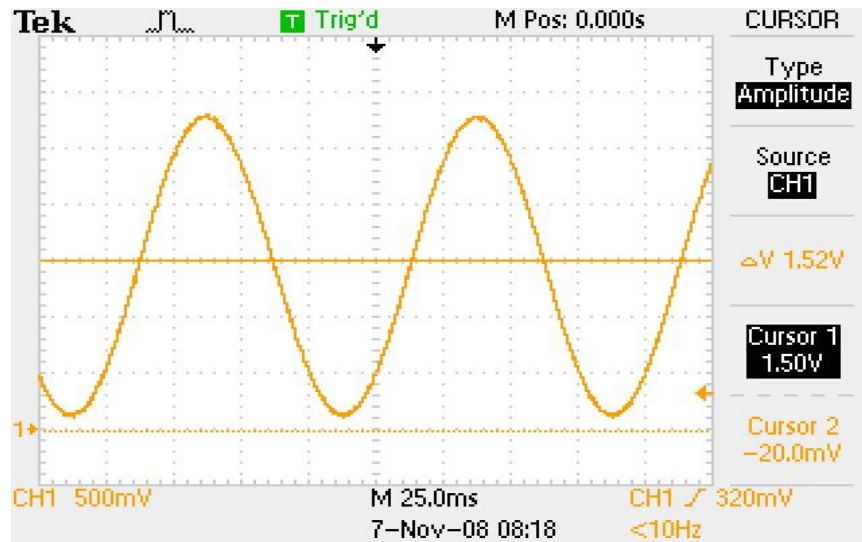 Tek T Trig'd M Pos: 0.000s CURSOR
Type
Amplitude
Source
CH1
△V 1.52V
Cursor 1
1.50V
1
Cursor 2
-20.0mV
CH1 500mV M 25.0ms CH1 320mV
7-Nov-08 08:18 <10Hz